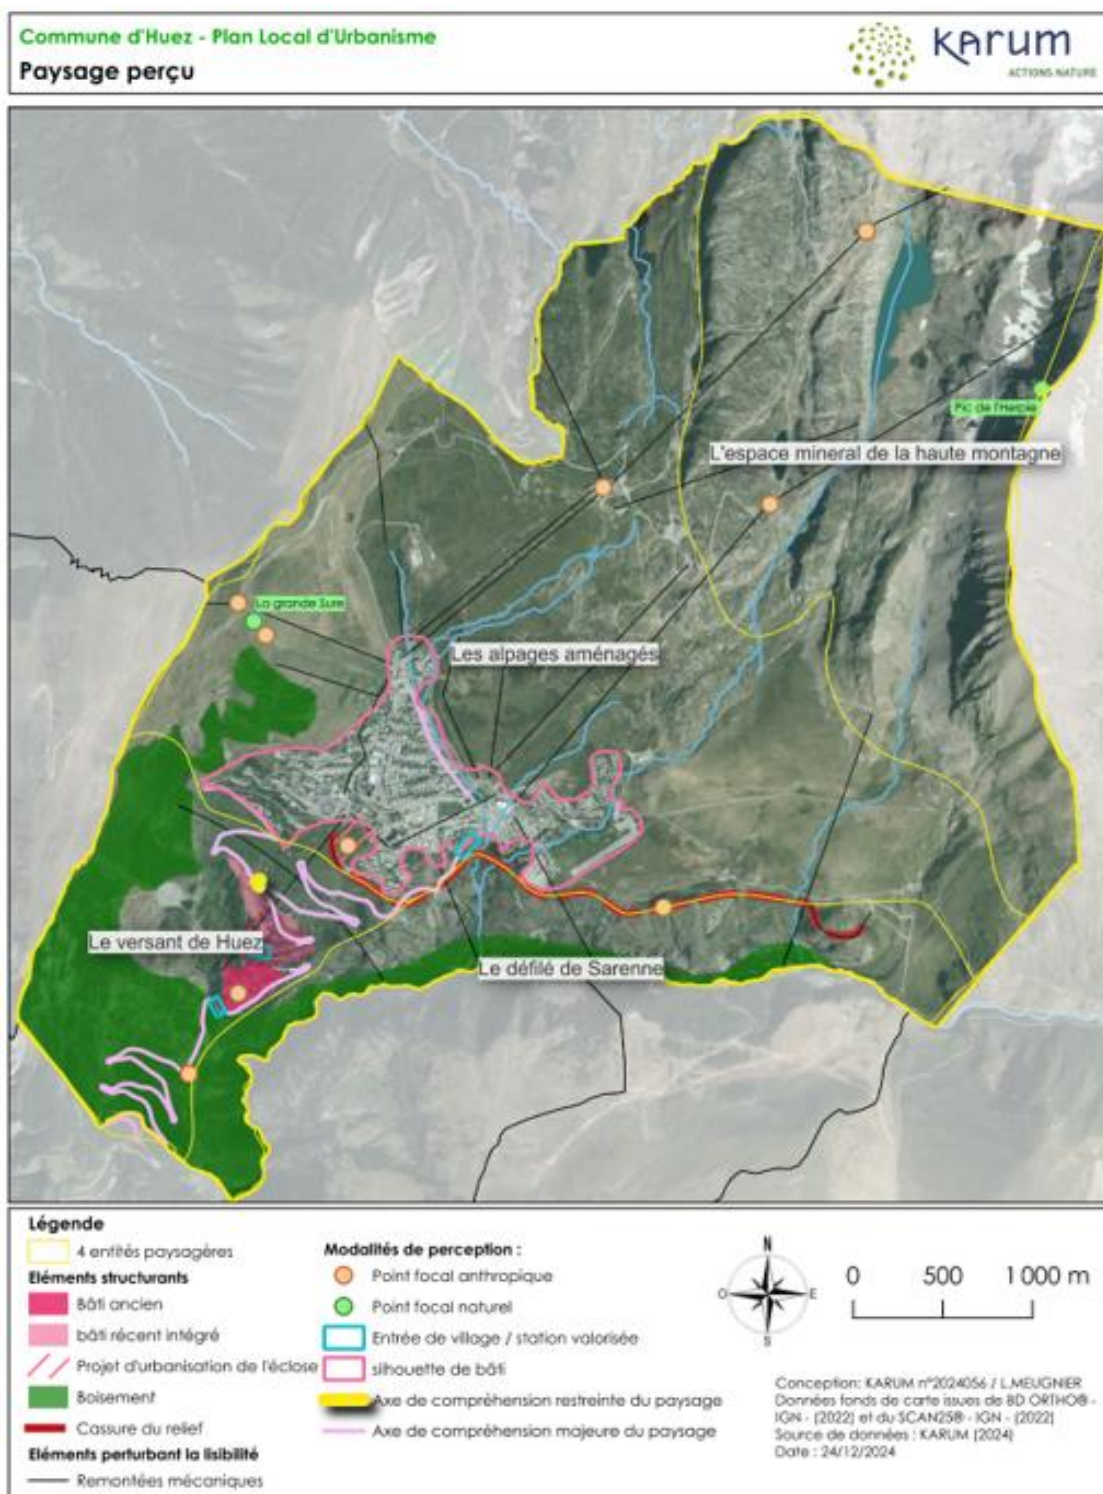 Commune d'Huez - Plan Local d'Urbanisme
Paysage perçu
Karum
ACTIONS NATURE
Pic de l'Herpie
L'espace mineral de la haute montagne
La grande Sure
Les alpages aménagés
Le versant de Huez
Le défilé de Sarenne
Légende
4 entités paysagères
Eléments structurants
Bâti ancien
bâti récent intégré
Projet d'urbanisation de l'éclose
Boisement
Cassure du relief
Eléments perturbant la lisibilité
Remontées mécaniques
Modalités de perception :
Point focal anthropique
Point focal naturel
Entrée de village / station valorisée
silhouette de bâti
Axe de compréhension restreinte du paysage
Axe de compréhension majeure du paysage
N
O
E
S
0 500 1 000 m
Conception: KARUM n°2024056 / L.MEUGNIER
Données fonds de carte issues de BD ORTHO® -
IGN - (2022) et du SCAN25® - IGN - (2022)
Source de données : KARUM (2024)
Date : 24/12/2024